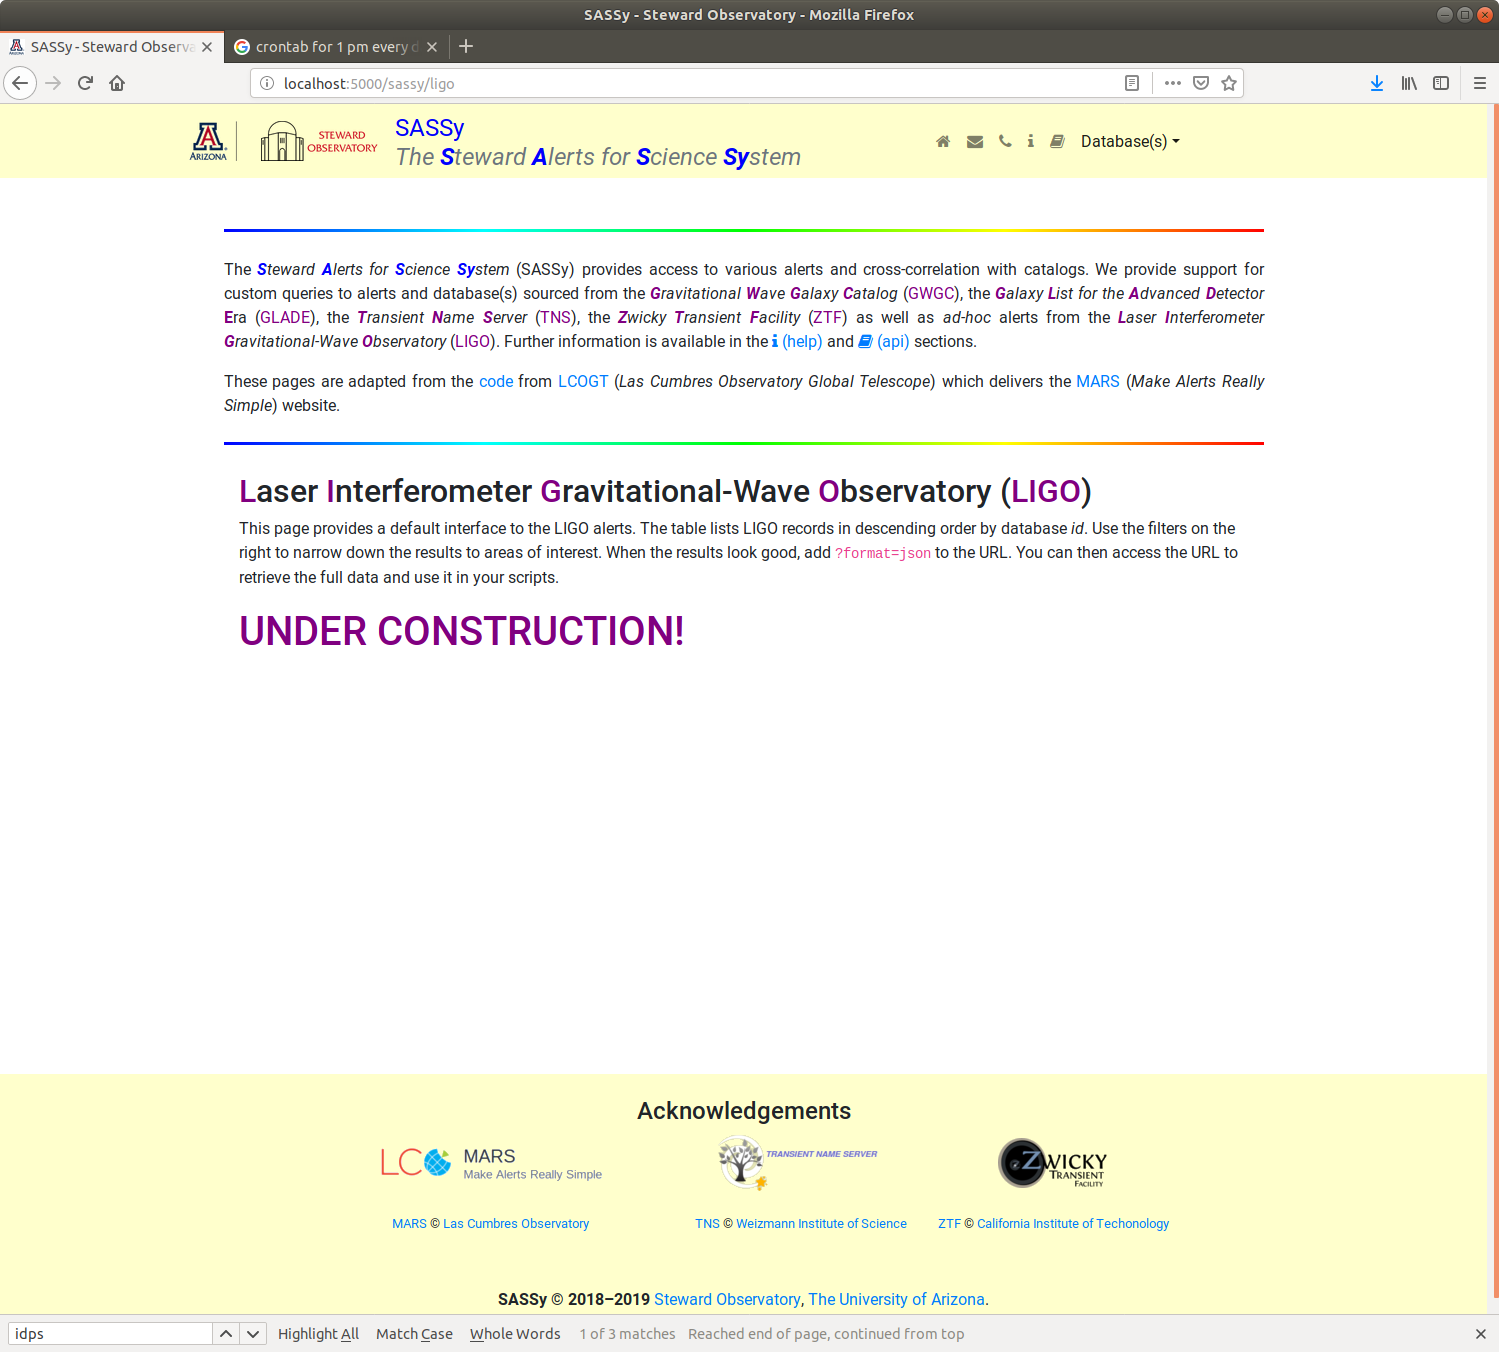 SASSy - Steward Observatory - Mozilla Firefox
SASSy - Steward Observa
crontab for 1 pm every d
localhost:5000/sassy/ligo
ARIZONA
STEWARD
OBSERVATORY
SASSy
The Steward Alerts for Science System
Database(s)
The Steward Alerts for Science System (SASSy) provides access to various alerts and cross-correlation with catalogs. We provide support for
custom queries to alerts and database(s) sourced from the Gravitational Wave Galaxy Catalog (GWGC), the Galaxy List for the Advanced Detector
Era (GLADE), the Transient Name Server (TNS), the Zwicky Transient Facility (ZTF) as well as ad-hoc alerts from the Laser Interferometer
Gravitational-Wave Observatory (LIGO). Further information is available in the (help) and (api) sections.
These pages are adapted from the code from LCOGT (Las Cumbres Observatory Global Telescope) which delivers the MARS (Make Alerts Really
Simple) website.
Laser Interferometer Gravitational-Wave Observatory (LIGO)
This page provides a default interface to the LIGO alerts. The table lists LIGO records in descending order by database id. Use the filters on the
right to narrow down the results to areas of interest. When the results look good, add ?format=json to the URL. You can then access the URL to
retrieve the full data and use it in your scripts.
UNDER CONSTRUCTION!
Acknowledgements
LCO MARS
Make Alerts Really Simple
TRANSIENT NAME SERVER
ZWICKY
TRANSIENT
FACILITY
MARS © Las Cumbres Observatory
TNS © Weizmann Institute of Science
ZTF © California Institute of Techonology
SASSy © 2018–2019 Steward Observatory, The University of Arizona.
idps
Highlight All
Match Case
Whole Words
1 of 3 matches
Reached end of page, continued from top